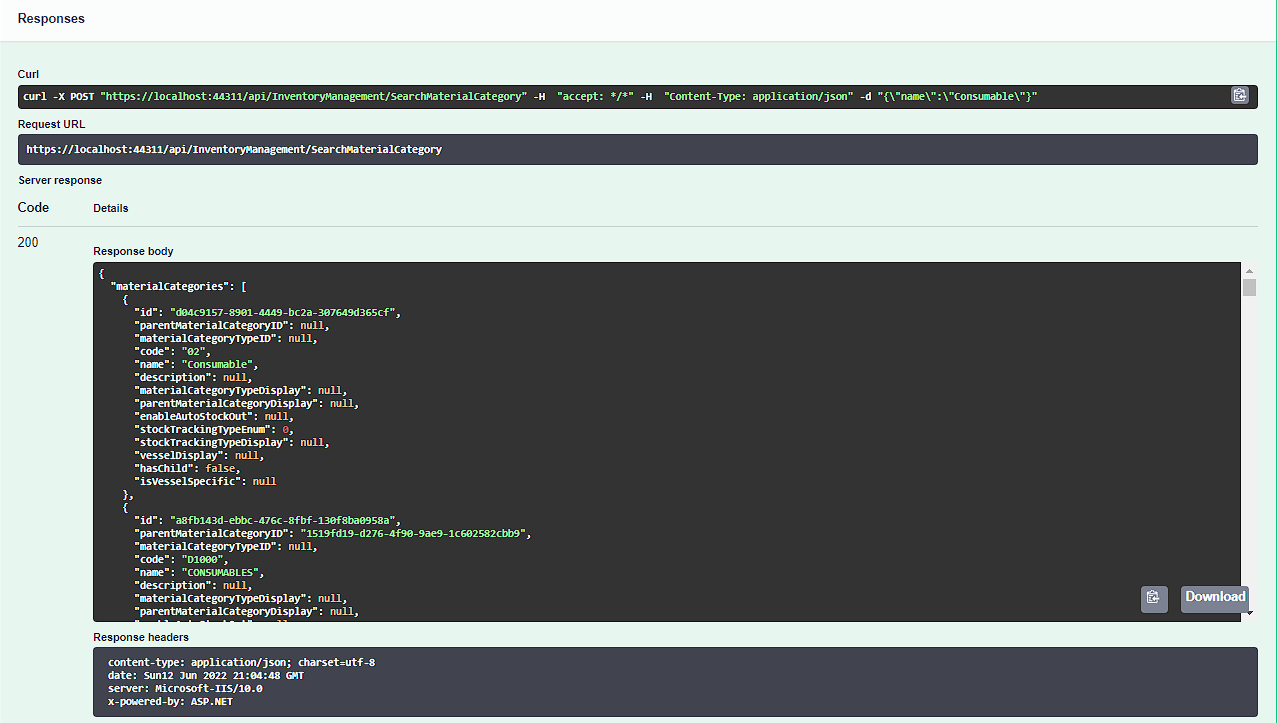 Responses
Curl
curl -X POST "https://localhost:44311/api/InventoryManagement/SearchMaterialCategory" -H  "accept: */*" -H  "Content-Type: application/json" -d "{\"name\":\"Consumable\"}"
Request URL
https://localhost:44311/api/InventoryManagement/SearchMaterialCategory
Server response
Code Details
200
Response body
{
  "materialCategories": [
    {
      "id": "d04c9157-8901-4449-bc2a-307649d365cf",
      "parentMaterialCategoryID": null,
      "materialCategoryTypeID": null,
      "code": "02",
      "name": "Consumable",
      "description": null,
      "materialCategoryTypeDisplay": null,
      "parentMaterialCategoryDisplay": null,
      "enableAutoStockOut": null,
      "stockTrackingTypeEnum": 0,
      "stockTrackingTypeDisplay": null,
      "vesselDisplay": null,
      "hasChild": false,
      "isVesselSpecific": null
    },
    {
      "id": "a8fb143d-ebbc-476c-8fbf-130f8ba0958a",
      "parentMaterialCategoryID": "1519fd19-d276-4f90-9ae9-1c602582cbb9",
      "materialCategoryTypeID": null,
      "code": "D1000",
      "name": "CONSUMABLES",
      "description": null,
      "materialCategoryTypeDisplay": null,
      "parentMaterialCategoryDisplay": null,
Download
Response headers
content-type: application/json; charset=utf-8
date: Sun12 Jun 2022 21:04:48 GMT
server: Microsoft-IIS/10.0
x-powered-by: ASP.NET